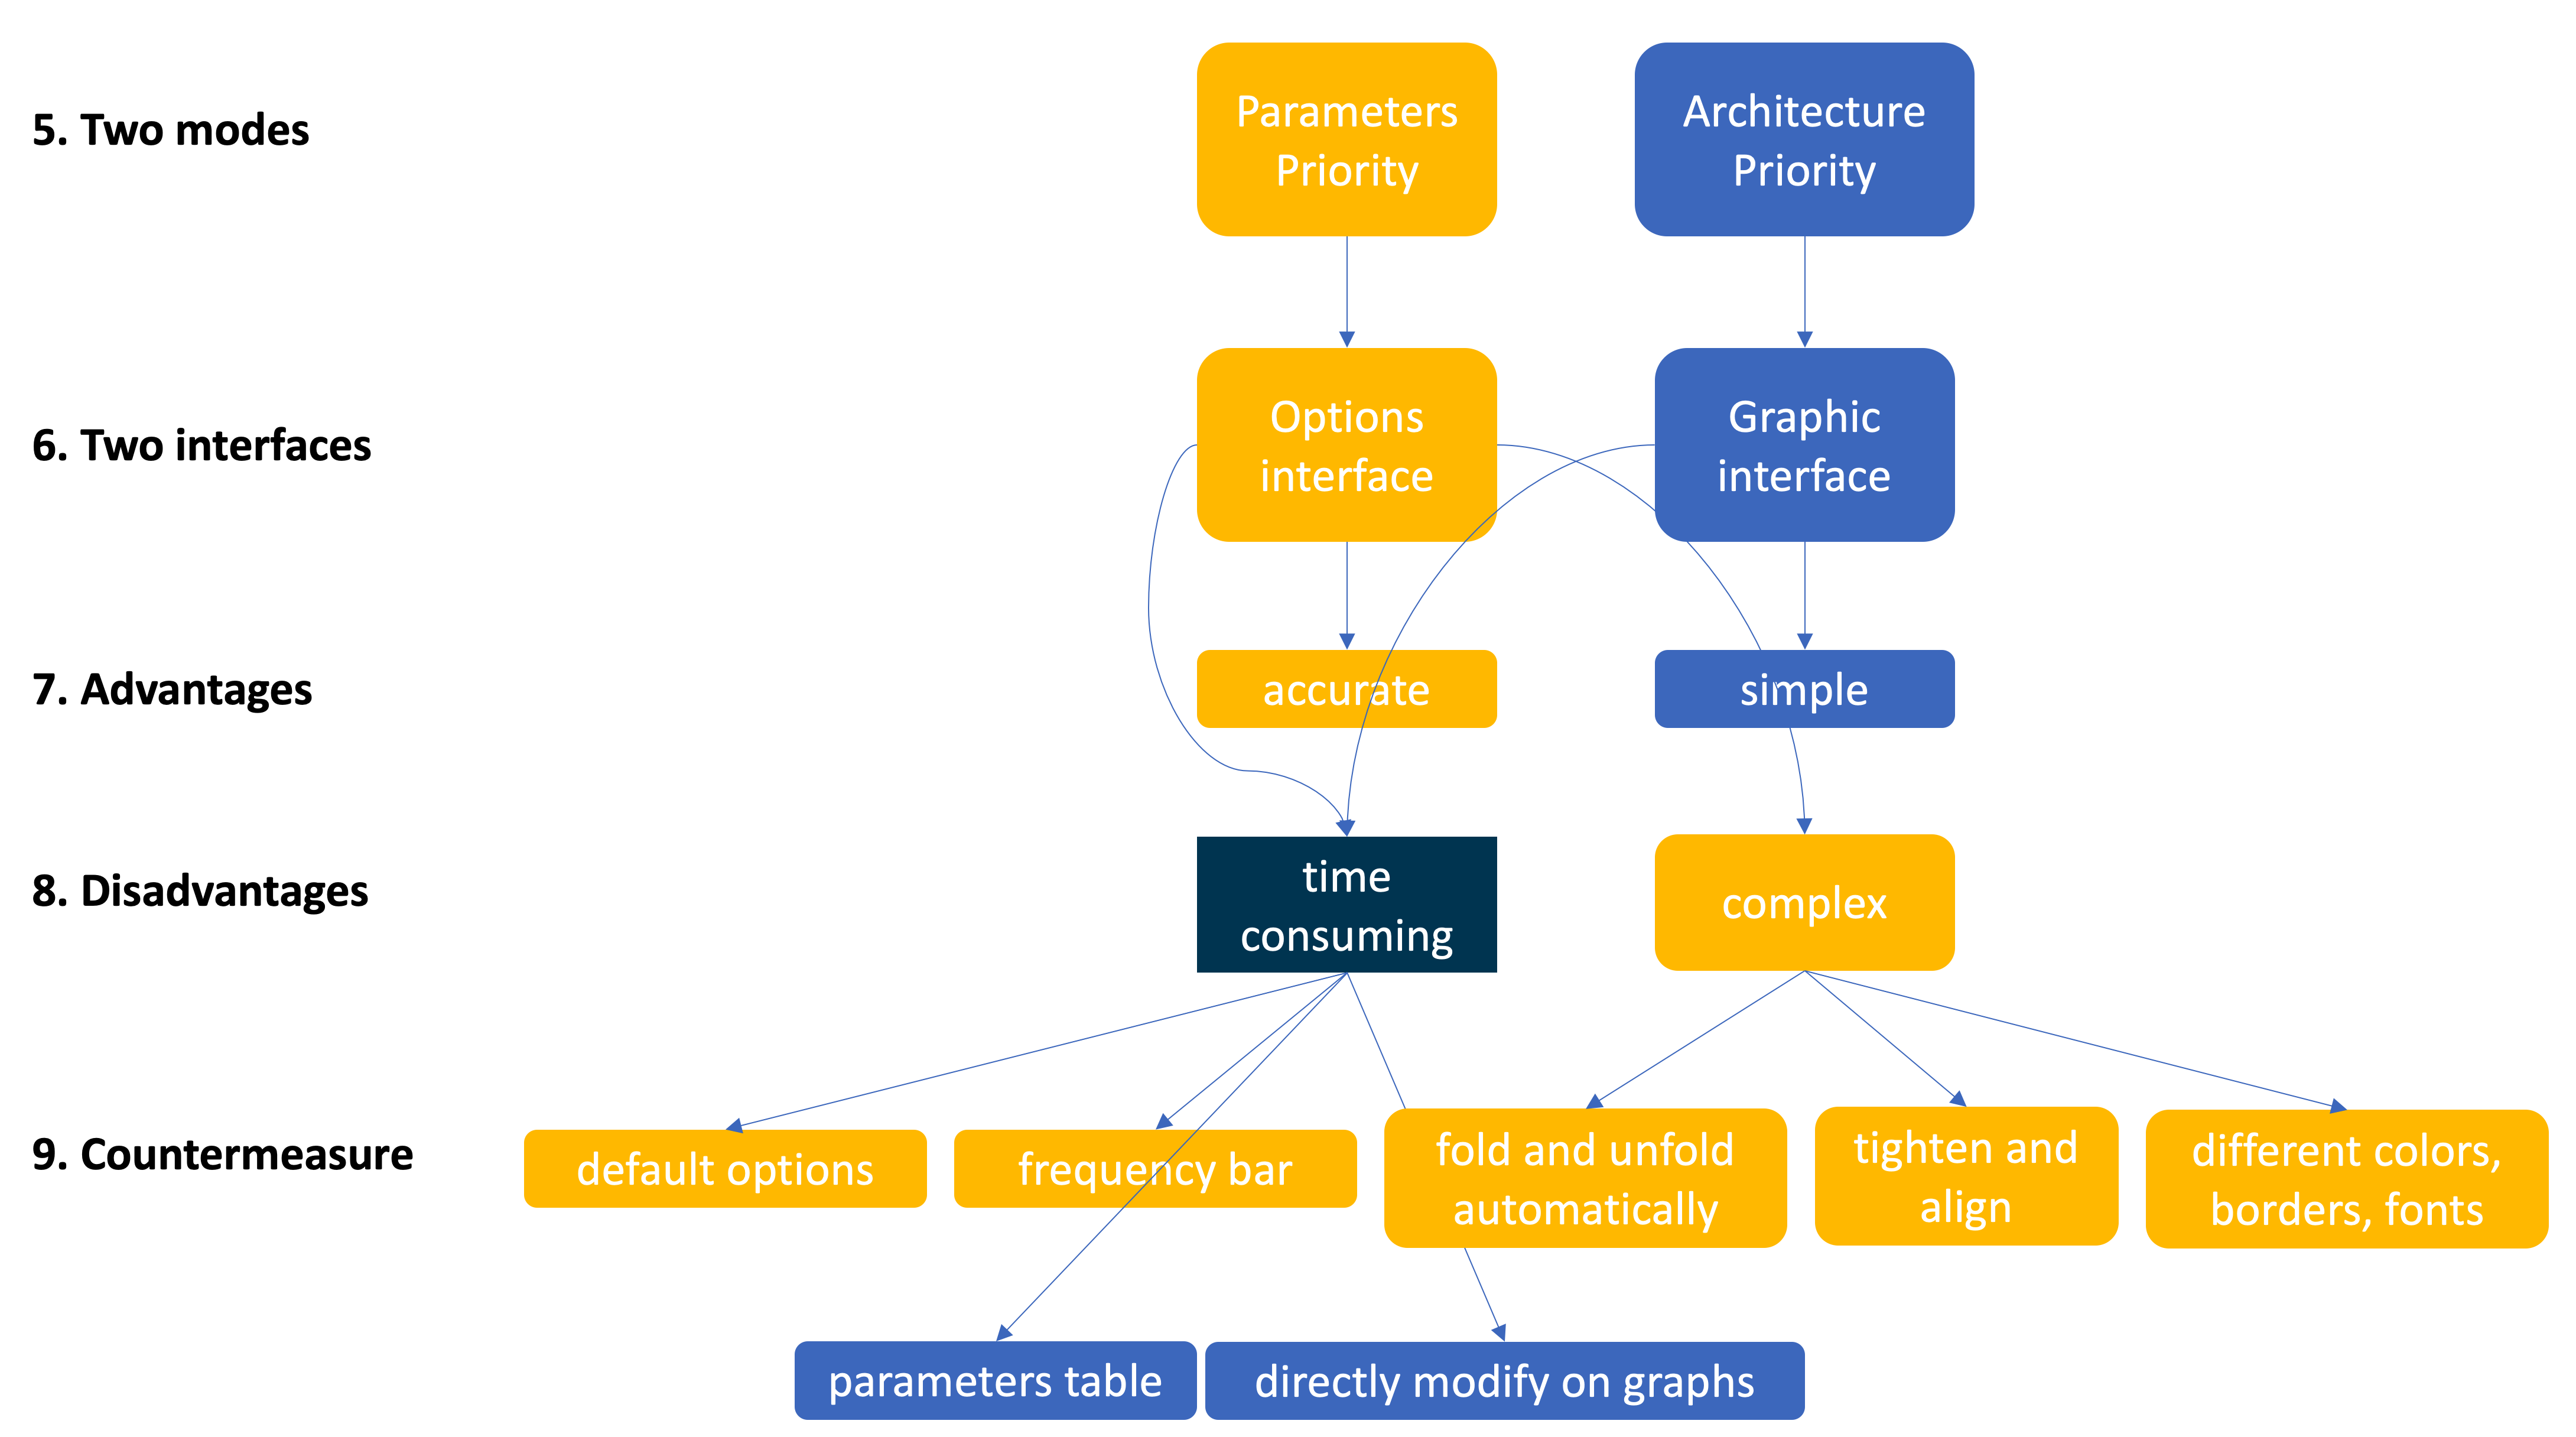 5. Two modes
Parameters
Priority
Architecture
Priority
6. Two interfaces
Options
interface
Graphic
interface
7. Advantages
accurate
simple
8. Disadvantages
time
consuming
complex
9. Countermeasure
default options
frequency bar
fold and unfold
automatically
tighten and
align
different colors,
borders, fonts
parameters table
directly modify on graphs